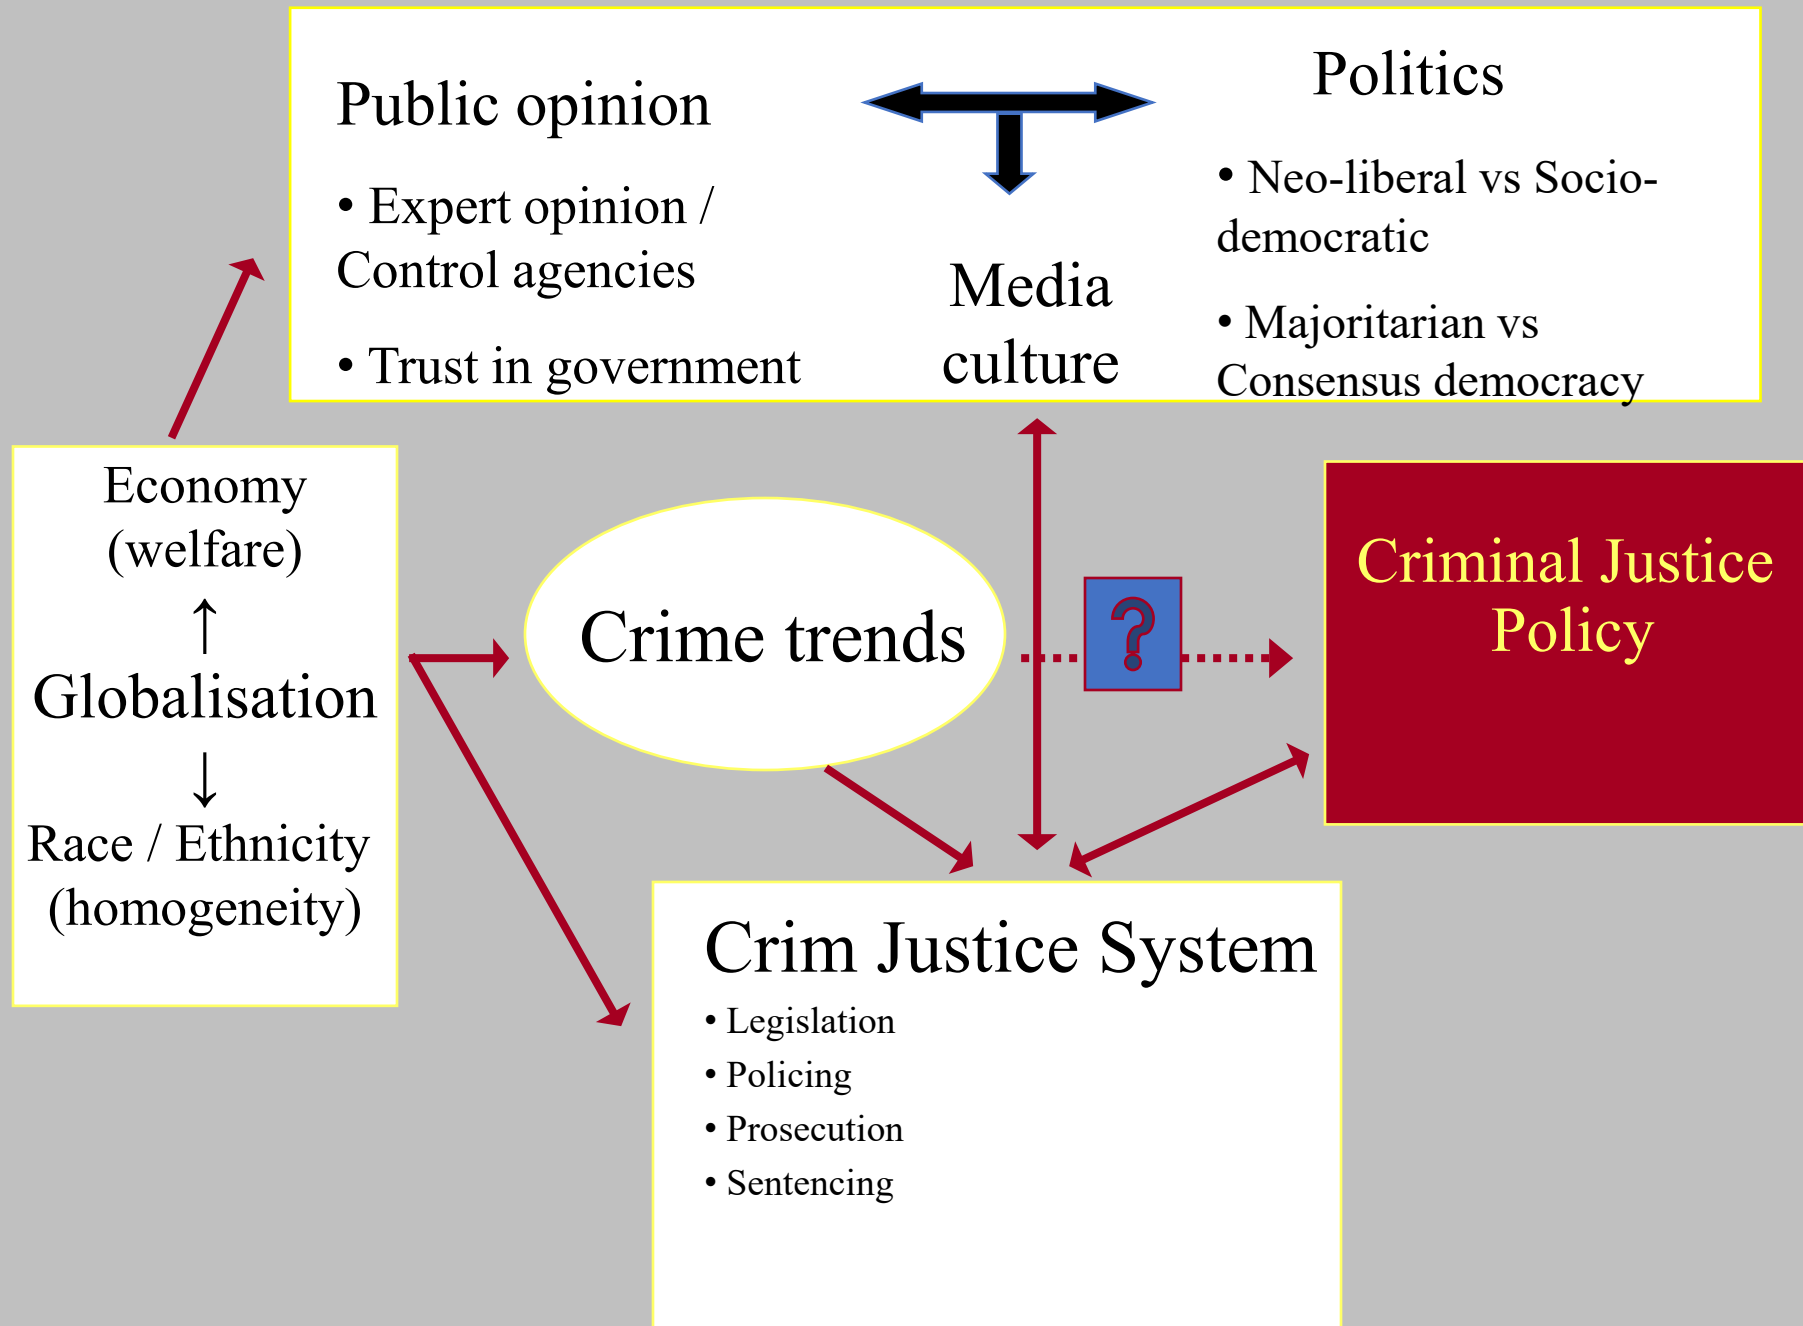 Public opinion
• Expert opinion /
Control agencies
• Trust in government
Media
culture
Politics
• Neo-liberal vs Socio-
democratic
• Majoritarian vs
Consensus democracy
Economy
(welfare)
↑
Globalisation
↓
Race / Ethnicity
(homogeneity)
Crime trends
?
Criminal Justice
Policy
Crim Justice System
• Legislation
• Policing
• Prosecution
• Sentencing